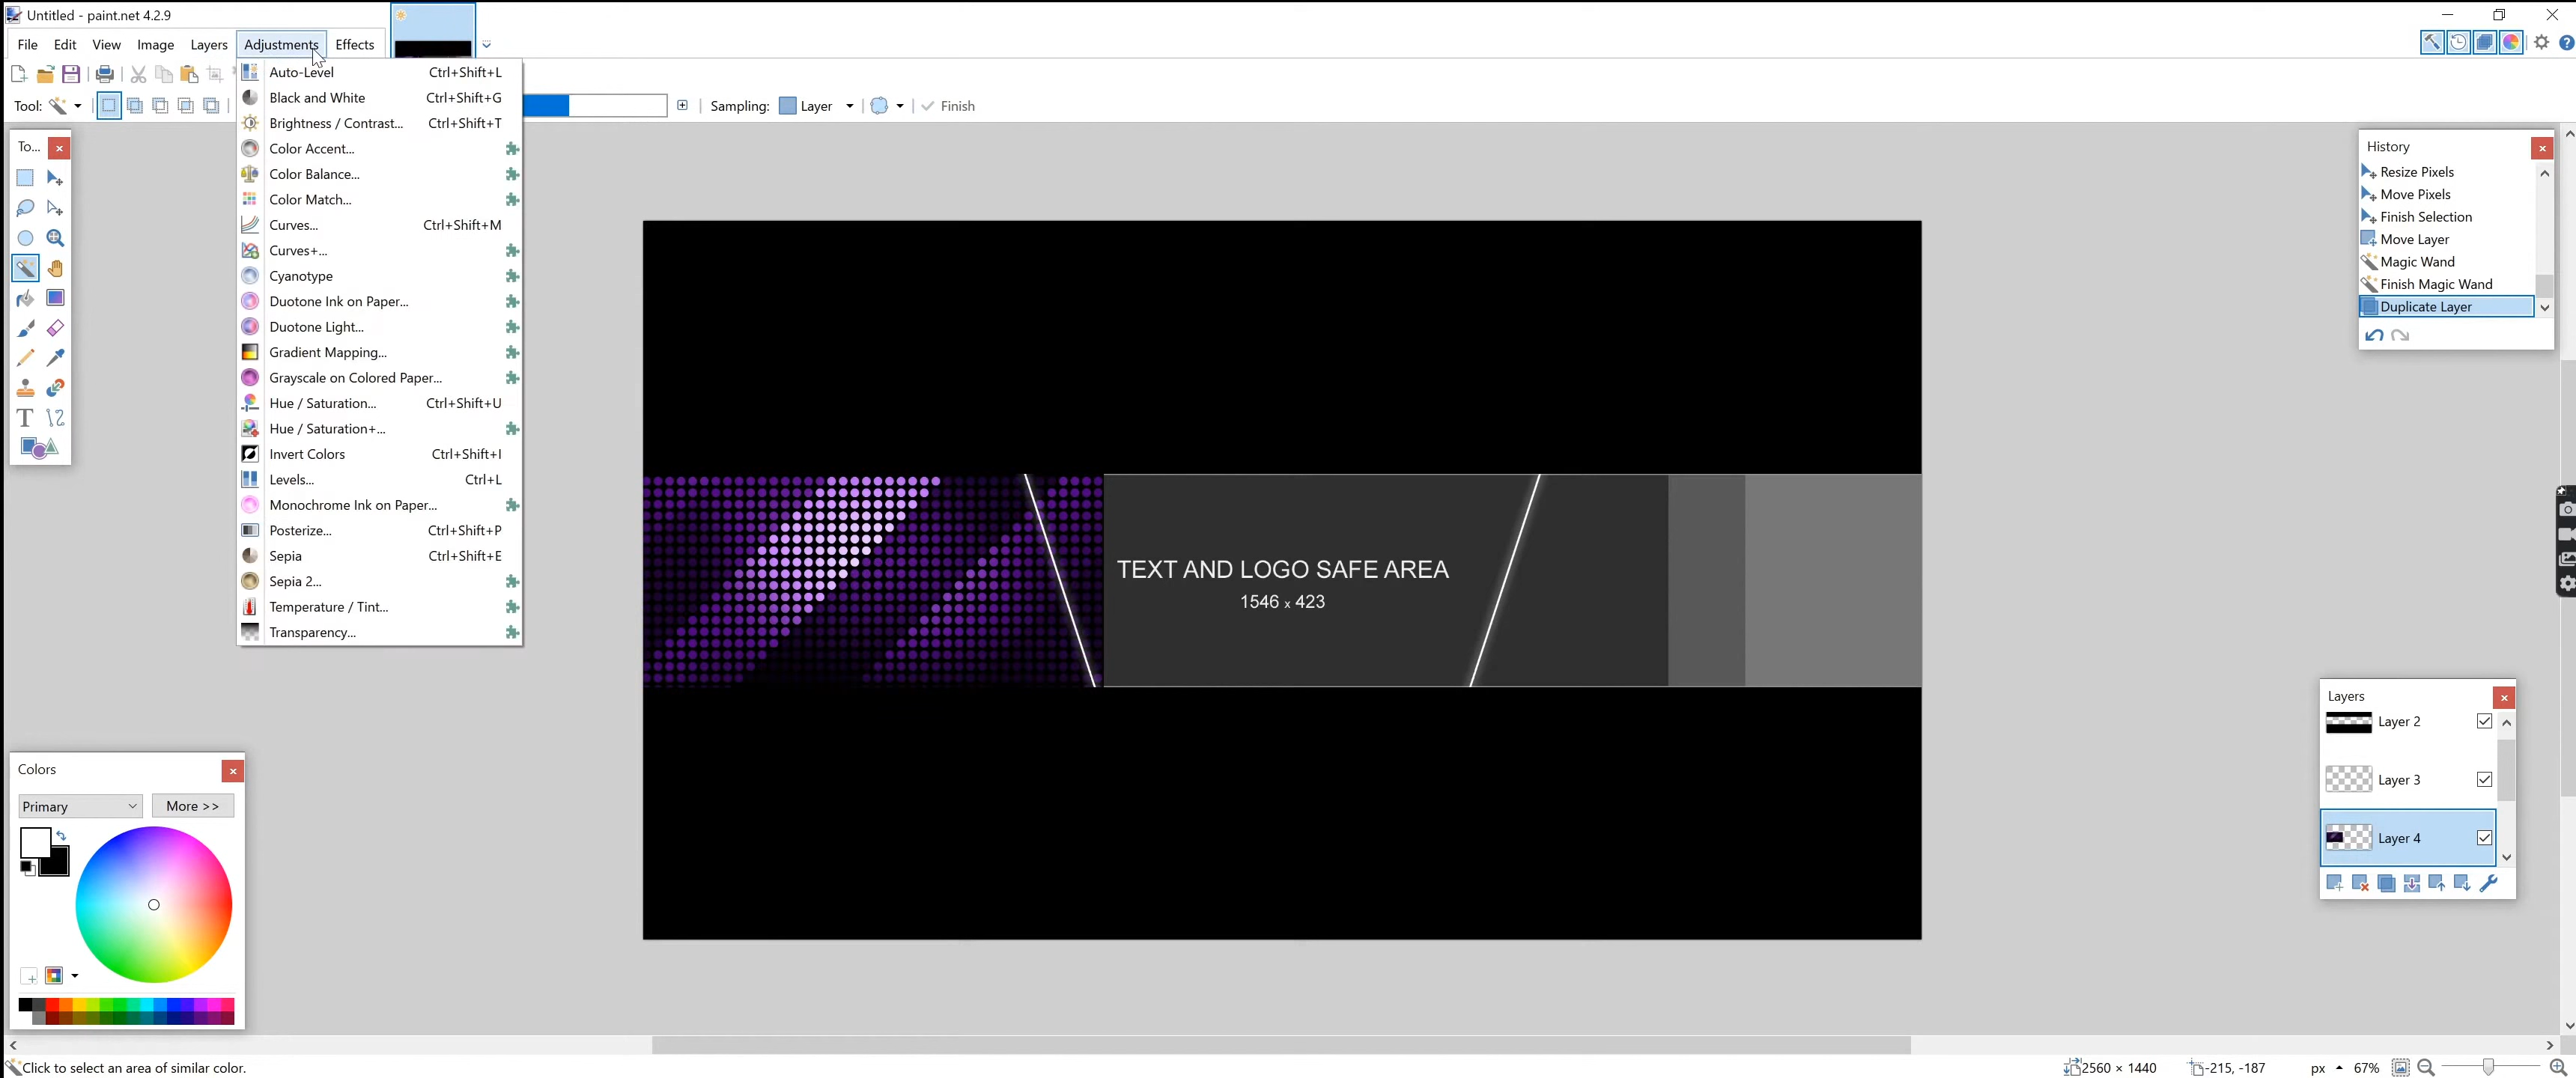 Untitled - paint.net 4.2.9
File Edit View Image Layers Adjustments Effects
Tool: Sampling: Layer Finish
Auto-Level Ctrl+Shift+L
Black and White Ctrl+Shift+G
Brightness / Contrast... Ctrl+Shift+T
Color Accent...
Color Balance...
Color Match...
Curves... Ctrl+Shift+M
Curves+...
Cyanotype
Duotone Ink on Paper...
Duotone Light...
Gradient Mapping...
Grayscale on Colored Paper...
Hue / Saturation... Ctrl+Shift+U
Hue / Saturation+...
Invert Colors Ctrl+Shift+I
Levels... Ctrl+L
Monochrome Ink on Paper...
Posterize... Ctrl+Shift+P
Sepia Ctrl+Shift+E
Sepia 2...
Temperature / Tint...
Transparency...
To...
History
Resize Pixels
Move Pixels
Finish Selection
Move Layer
Magic Wand
Finish Magic Wand
Duplicate Layer
TEXT AND LOGO SAFE AREA
1546 x 423
Layers
Layer 2
Layer 3
Layer 4
Colors
Primary More >>
Click to select an area of similar color. 2560 × 1440 -215, -187 px 67%